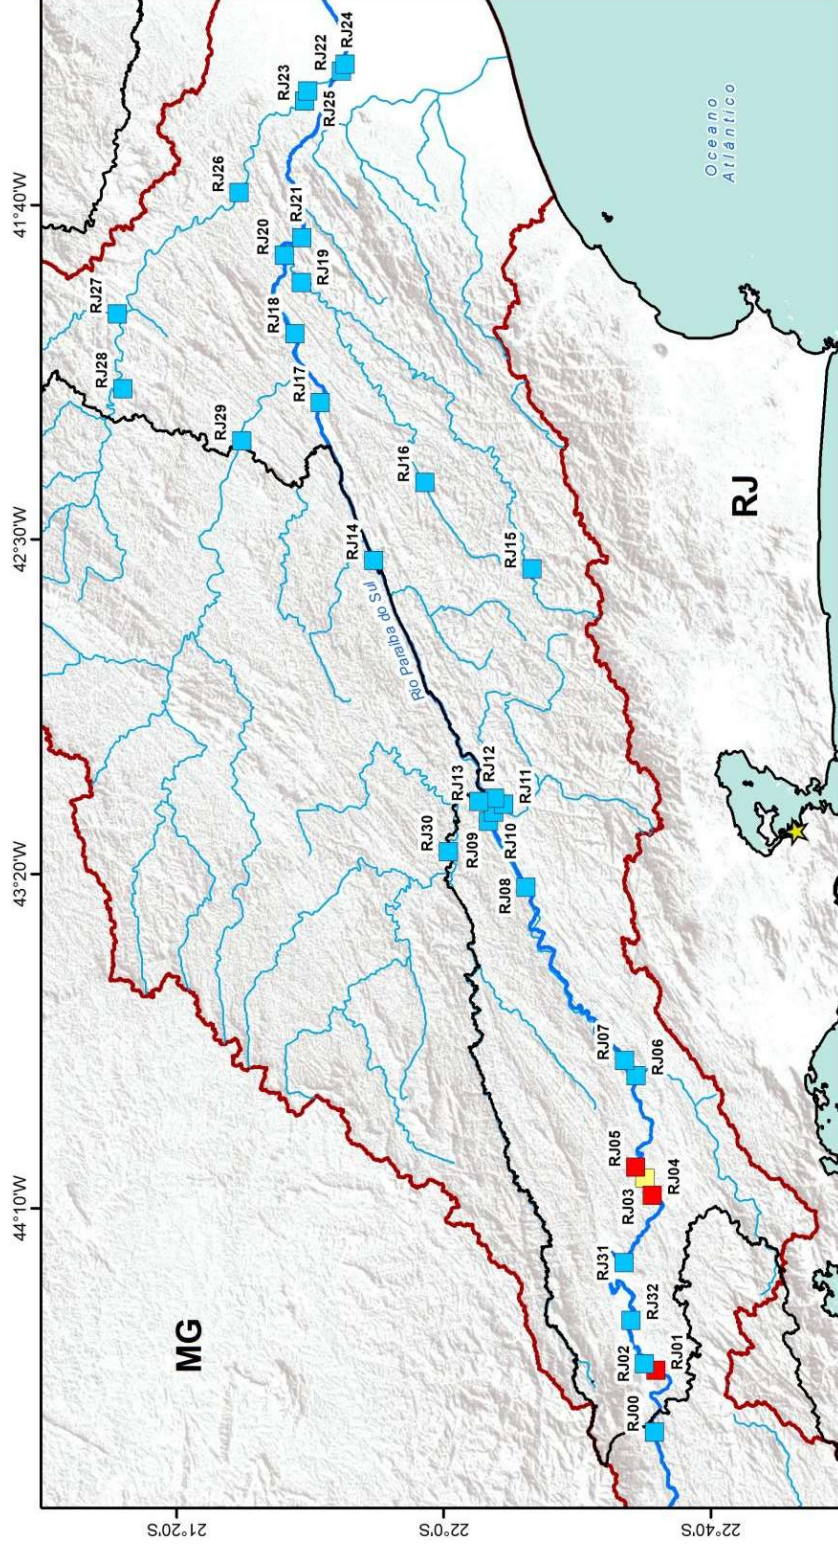 44°10'W
43°20'W
42°30'W
41°40'W
21°20'S
22°0'S
22°40'S
MG
RJ
Oceano
Atlântico
Rio Paraíba do Sul
RJ00
RJ01
RJ02
RJ32
RJ31
RJ03
RJ04
RJ05
RJ06
RJ07
RJ08
RJ09
RJ10
RJ30
RJ13
RJ12
RJ11
RJ14
RJ15
RJ16
RJ17
RJ18
RJ19
RJ20
RJ21
RJ29
RJ28
RJ27
RJ26
RJ23
RJ25
RJ22
RJ24